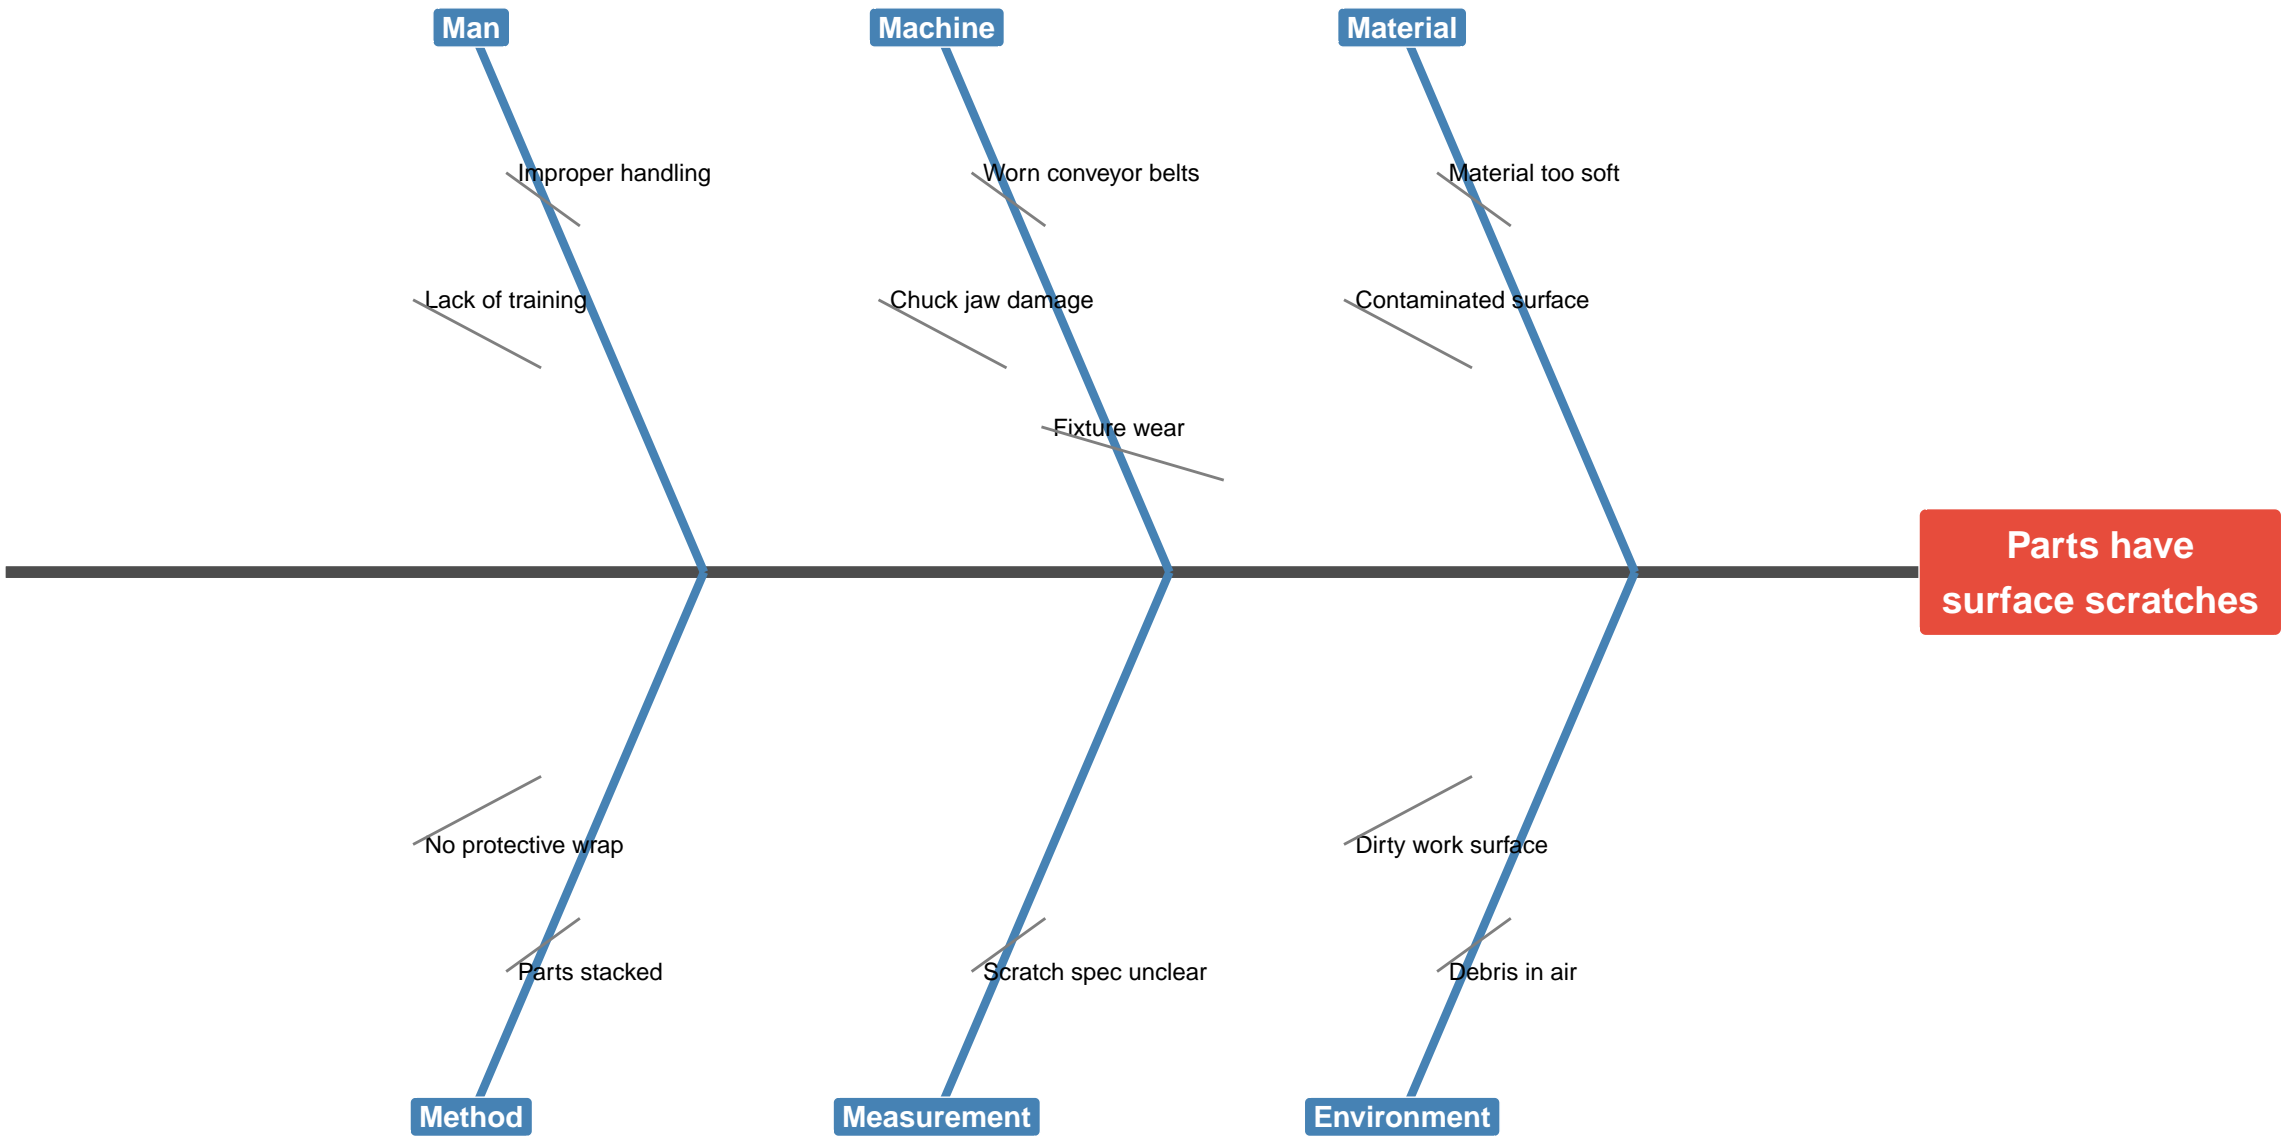 Man
Machine
Material
Improper handling
Worn conveyor belts
Material too soft
Lack of training
Chuck jaw damage
Contaminated surface
Fixture wear
Parts have
surface scratches
No protective wrap
Dirty work surface
Parts stacked
Scratch spec unclear
Debris in air
Method
Measurement
Environment